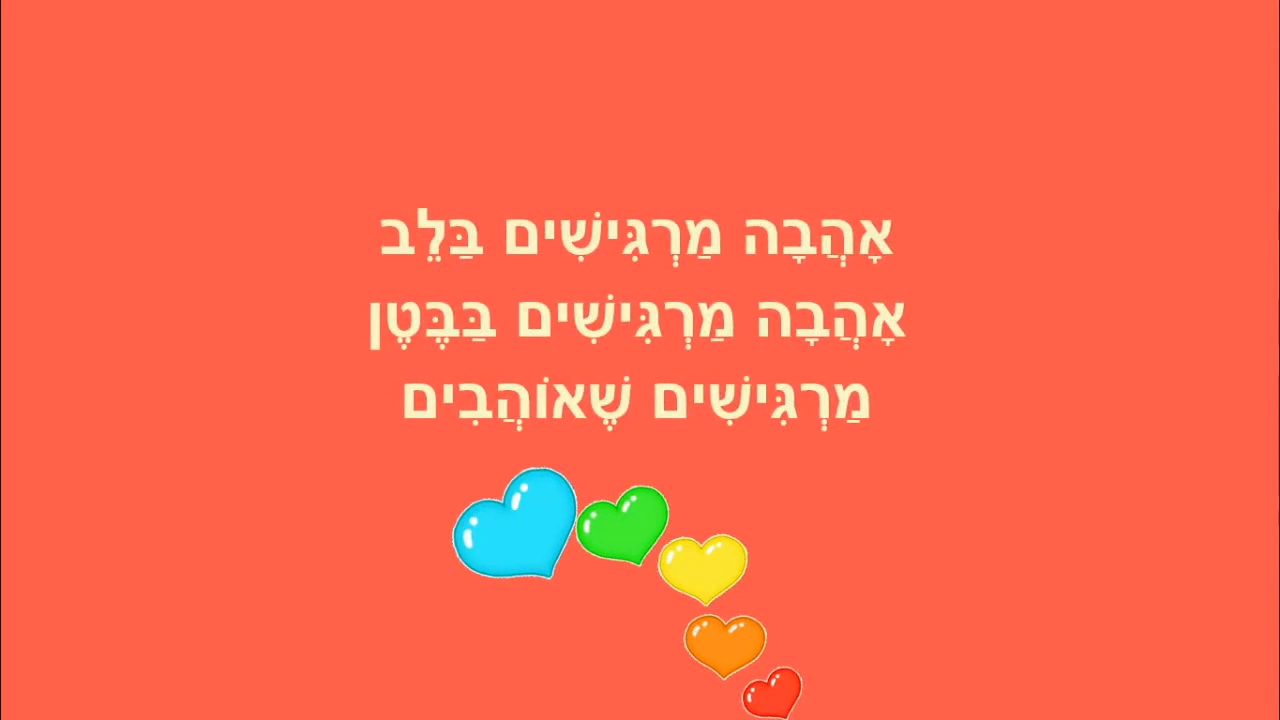 אָהֲבָה מַרְגִּישִׁים בַּלֵב
אָהֲבָה מַרְגִּישִׁים בַּבֶּטֶן
מַרְגִּישִׁים שֶׁאוֹהֲבִים